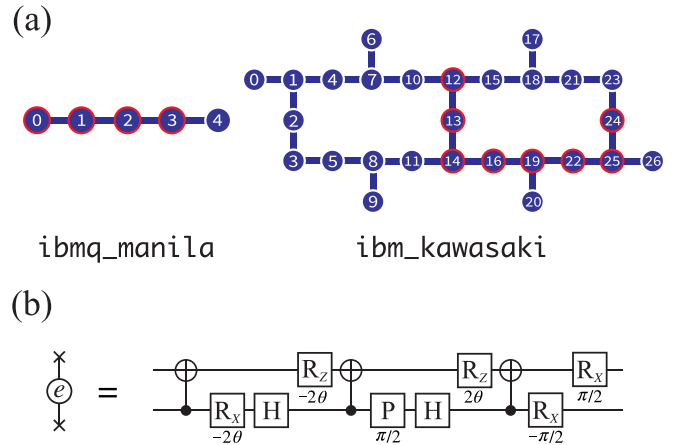 (a)
6 17
0 1 4 7 10 12 15 18 21 23
0 1 2 3 4
2 13 24
3 5 8 11 14 16 19 22 25 26
9 20
ibmq_manila ibm_kawasaki
(b)
e = R_Z −2θ R_Z 2θ R_X π/2
R_X −2θ H P π/2 H R_X −π/2